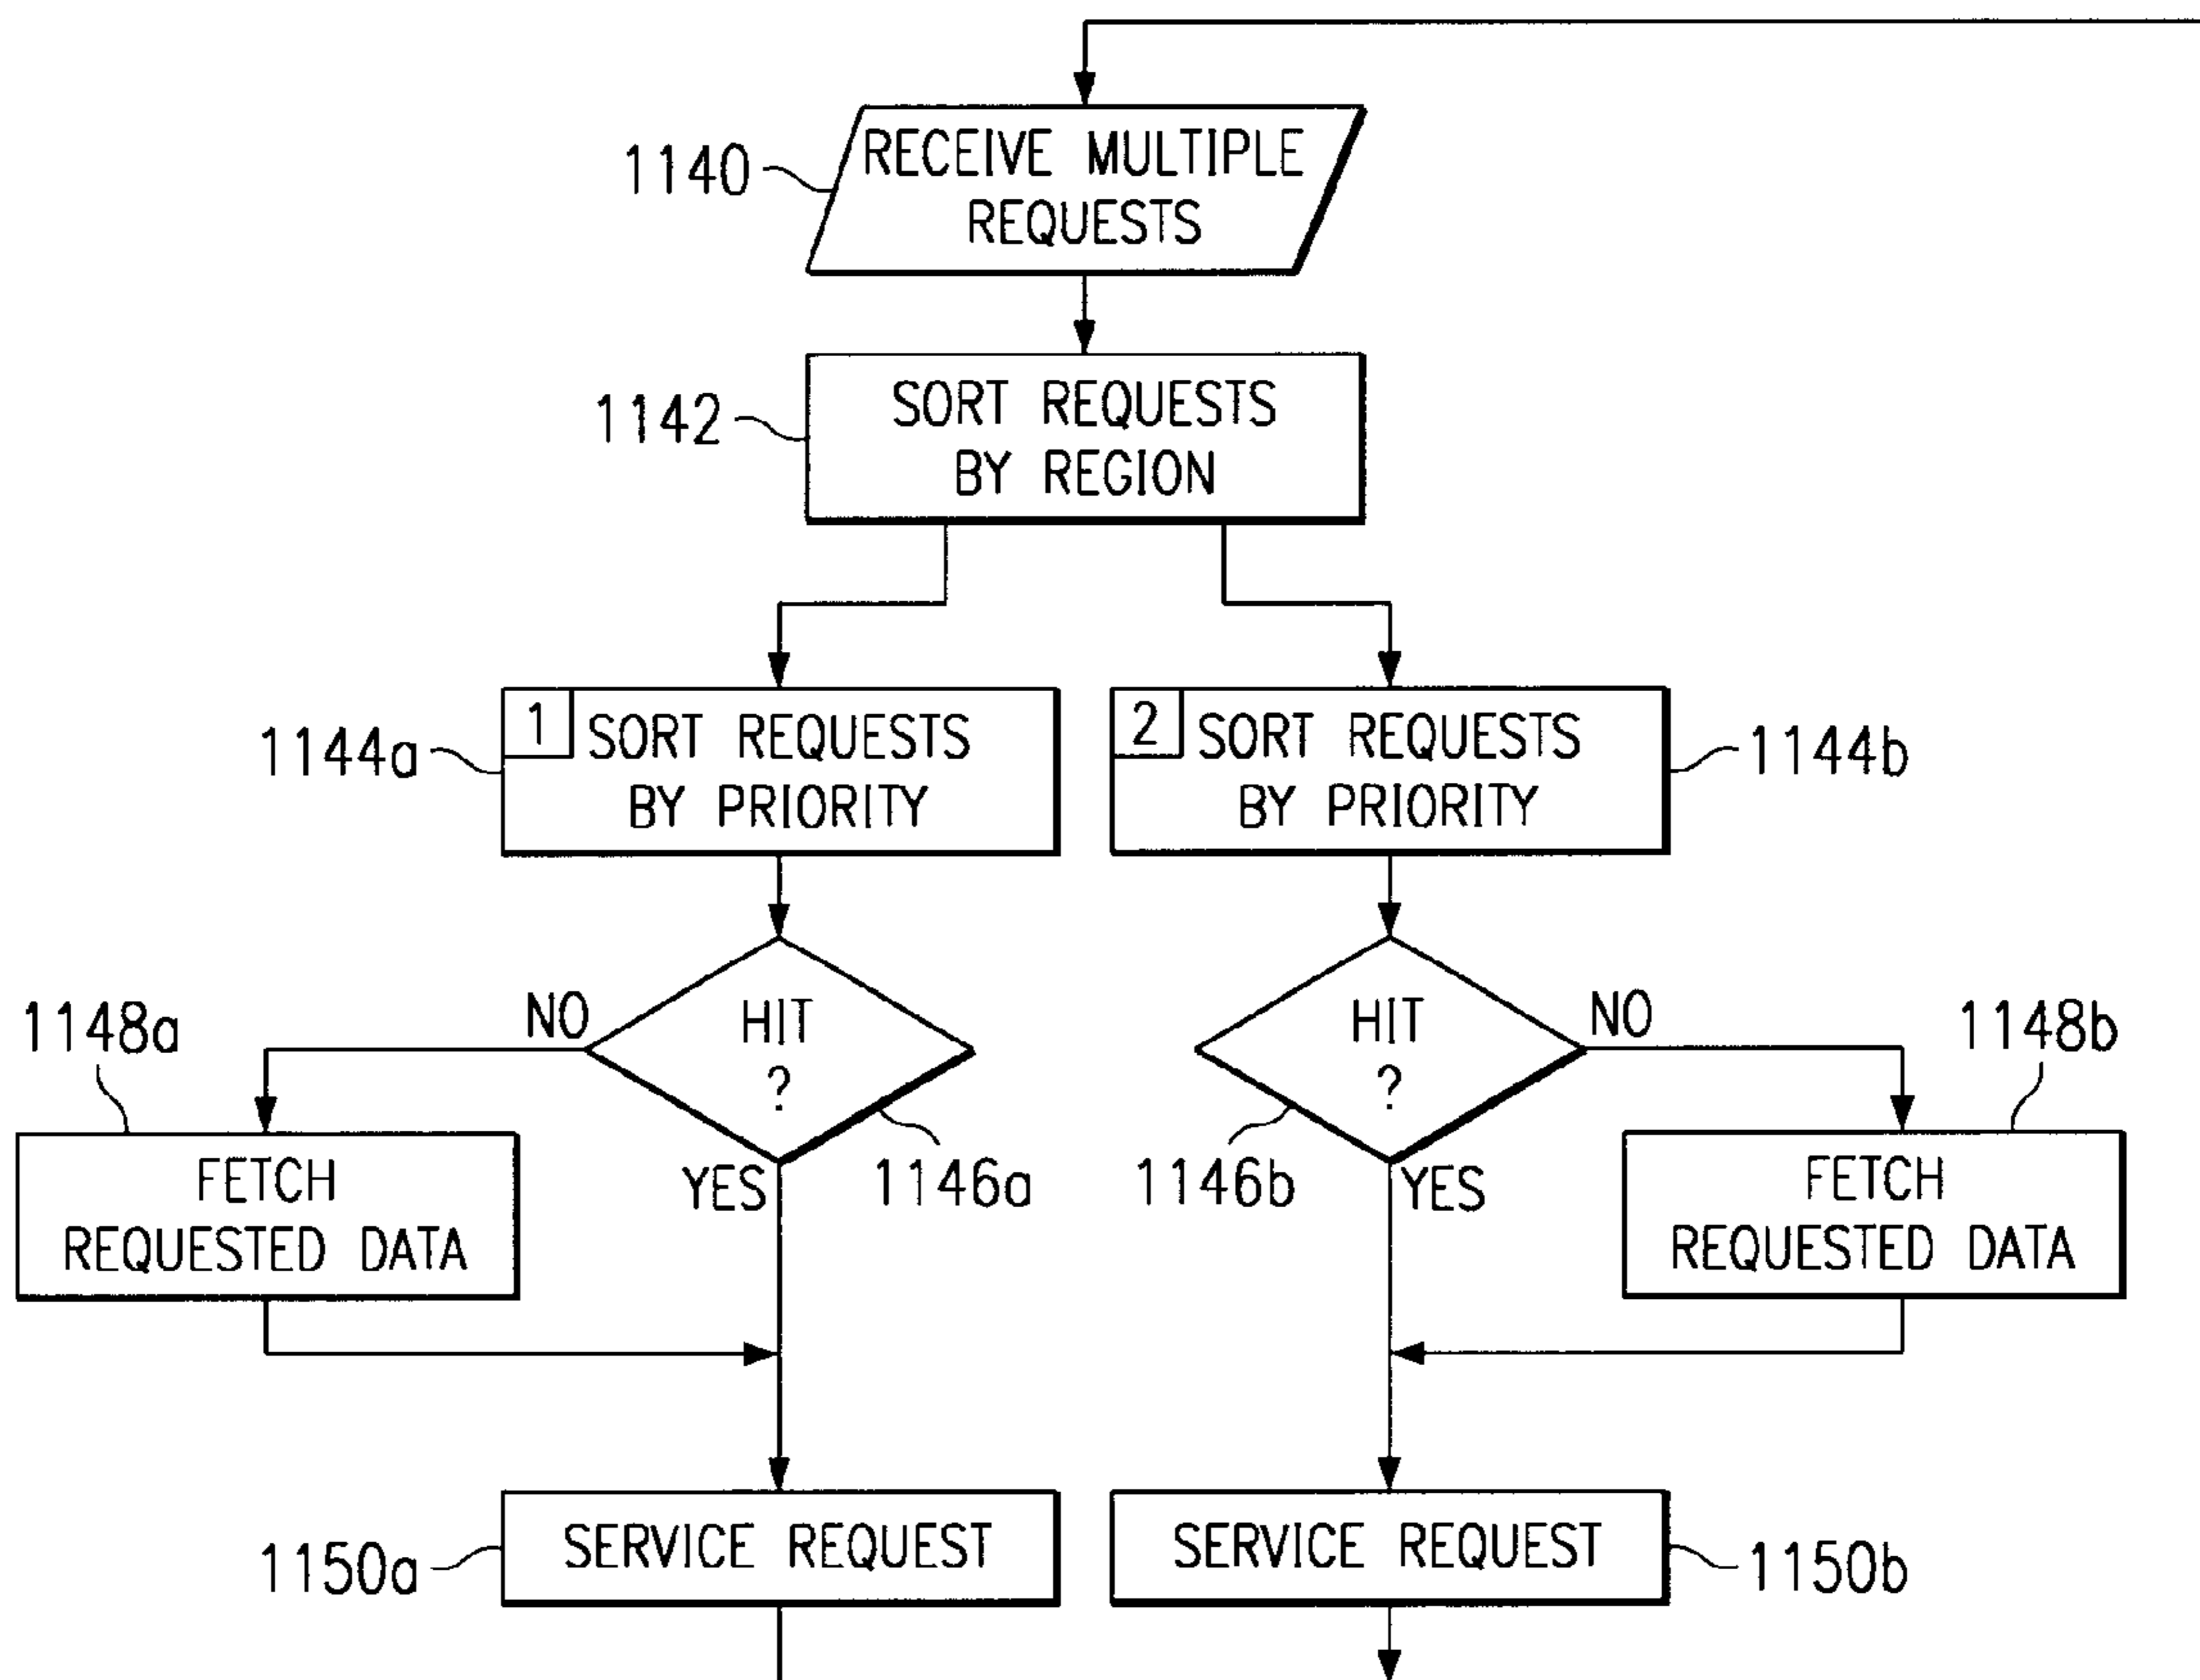 1140
RECEIVE MULTIPLE
REQUESTS
1142
SORT REQUESTS
BY REGION
1144a
1
SORT REQUESTS
BY PRIORITY
2
SORT REQUESTS
BY PRIORITY
1144b
1148a
NO
HIT
?
YES
1146a
HIT
?
NO
YES
1146b
1148b
FETCH
REQUESTED DATA
FETCH
REQUESTED DATA
1150a
SERVICE REQUEST
SERVICE REQUEST
1150b